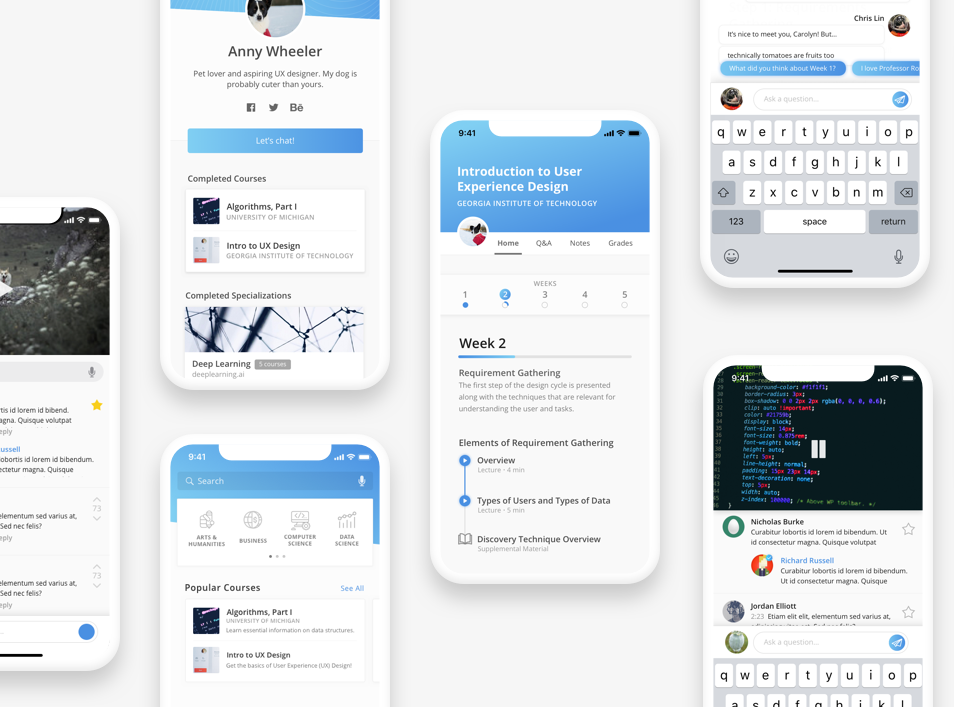 Anny Wheeler
Pet lover and aspiring UX designer. My dog is
probably cuter than yours.
Bē
Let's chat!
Completed Courses
Algorithms, Part I
UNIVERSITY OF MICHIGAN
Intro to UX Design
GEORGIA INSTITUTE OF TECHNOLOGY
Completed Specializations
Deep Learning 5 courses
deeplearning.ai
tis id lorem id bibend.
agna. Quisque volutpat
eply
ussell
lobortis id lorem id bibendum.
nsectetur magna. Quisque
elementum sed varius at,
Sed nec felis?
eply
73
elementum sed varius at,
Sed nec felis?
eply
73
9:41
Search
ARTS &
HUMANITIES
BUSINESS
COMPUTER
SCIENCE
DATA
SCIENCE
Popular Courses See All
Algorithms, Part I
UNIVERSITY OF MICHIGAN
Learn essential information on data structures.
Intro to UX Design
Get the basics of User Experience (UX) Design!
9:41
Introduction to User
Experience Design
GEORGIA INSTITUTE OF TECHNOLOGY
Home Q&A Notes Grades
WEEKS
1 2 3 4 5
Week 2
Requirement Gathering
The first step of the design cycle is presented
along with the techniques that are relevant for
understanding the user and tasks.
Elements of Requirement Gathering
Overview
Lecture • 4 min
Types of Users and Types of Data
Lecture • 5 min
Discovery Technique Overview
Supplemental Material
Chris Lin
It's nice to meet you, Carolyn! But...
technically tomatoes are fruits too
What did you think about Week 1?
I love Professor Ro
Ask a question...
q w e r t y u i o p
a s d f g h j k l
z x c v b n m
123 space return
9:41
background-color: #f1f1f1;
border-radius: 3px;
box-shadow: 0 0 2px 2px rgba(0, 0, 0, 0.6);
clip: auto !important;
color: #21759b;
display: block;
font-size: 14px;
font-size: 0.875rem;
font-weight: bold;
height: auto;
left: 5px;
line-height: normal;
padding: 15px 23px 14px;
text-decoration: none;
top: 5px;
width: auto;
z-index: 100000; /* Above WP toolbar. */
Nicholas Burke
Curabitur lobortis id lorem id bibendum. Ut
id consectetur magna. Quisque volutpat
Richard Russell
Curabitur lobortis id lorem id bibendum.
Ut id consectetur magna. Quisque
Jordan Elliott
2:23 Etiam elit elit, elementum sed varius at,
Ask a question...
q w e r t y u i o p
a s d f g h j k l